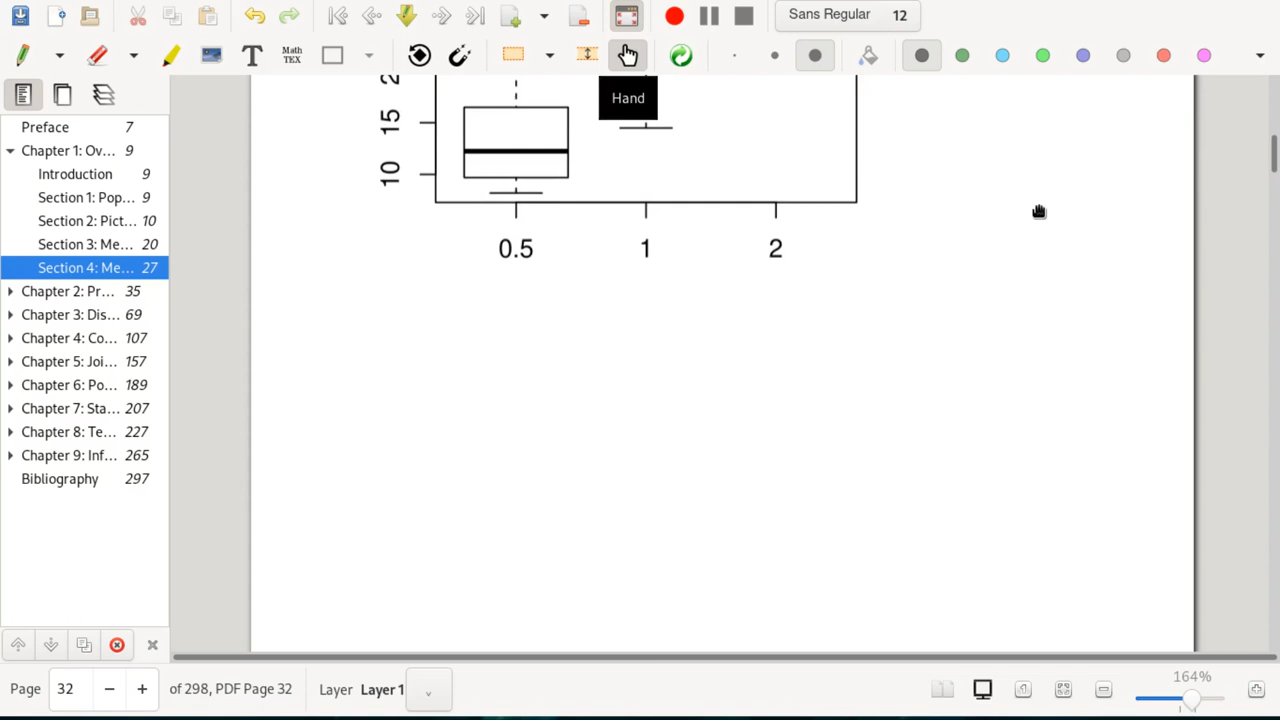 Sans Regular 12
Math
TEX
Hand
Preface 7
Chapter 1: Ov... 9
Introduction 9
Section 1: Pop... 9
Section 2: Pict... 10
Section 3: Me... 20
Section 4: Me... 27
Chapter 2: Pr... 35
Chapter 3: Dis... 69
Chapter 4: Co... 107
Chapter 5: Joi... 157
Chapter 6: Po... 189
Chapter 7: Sta... 207
Chapter 8: Te... 227
Chapter 9: Inf... 265
Bibliography 297
15
10
0.5 1 2
Page 32 of 298, PDF Page 32 Layer Layer 1
164%